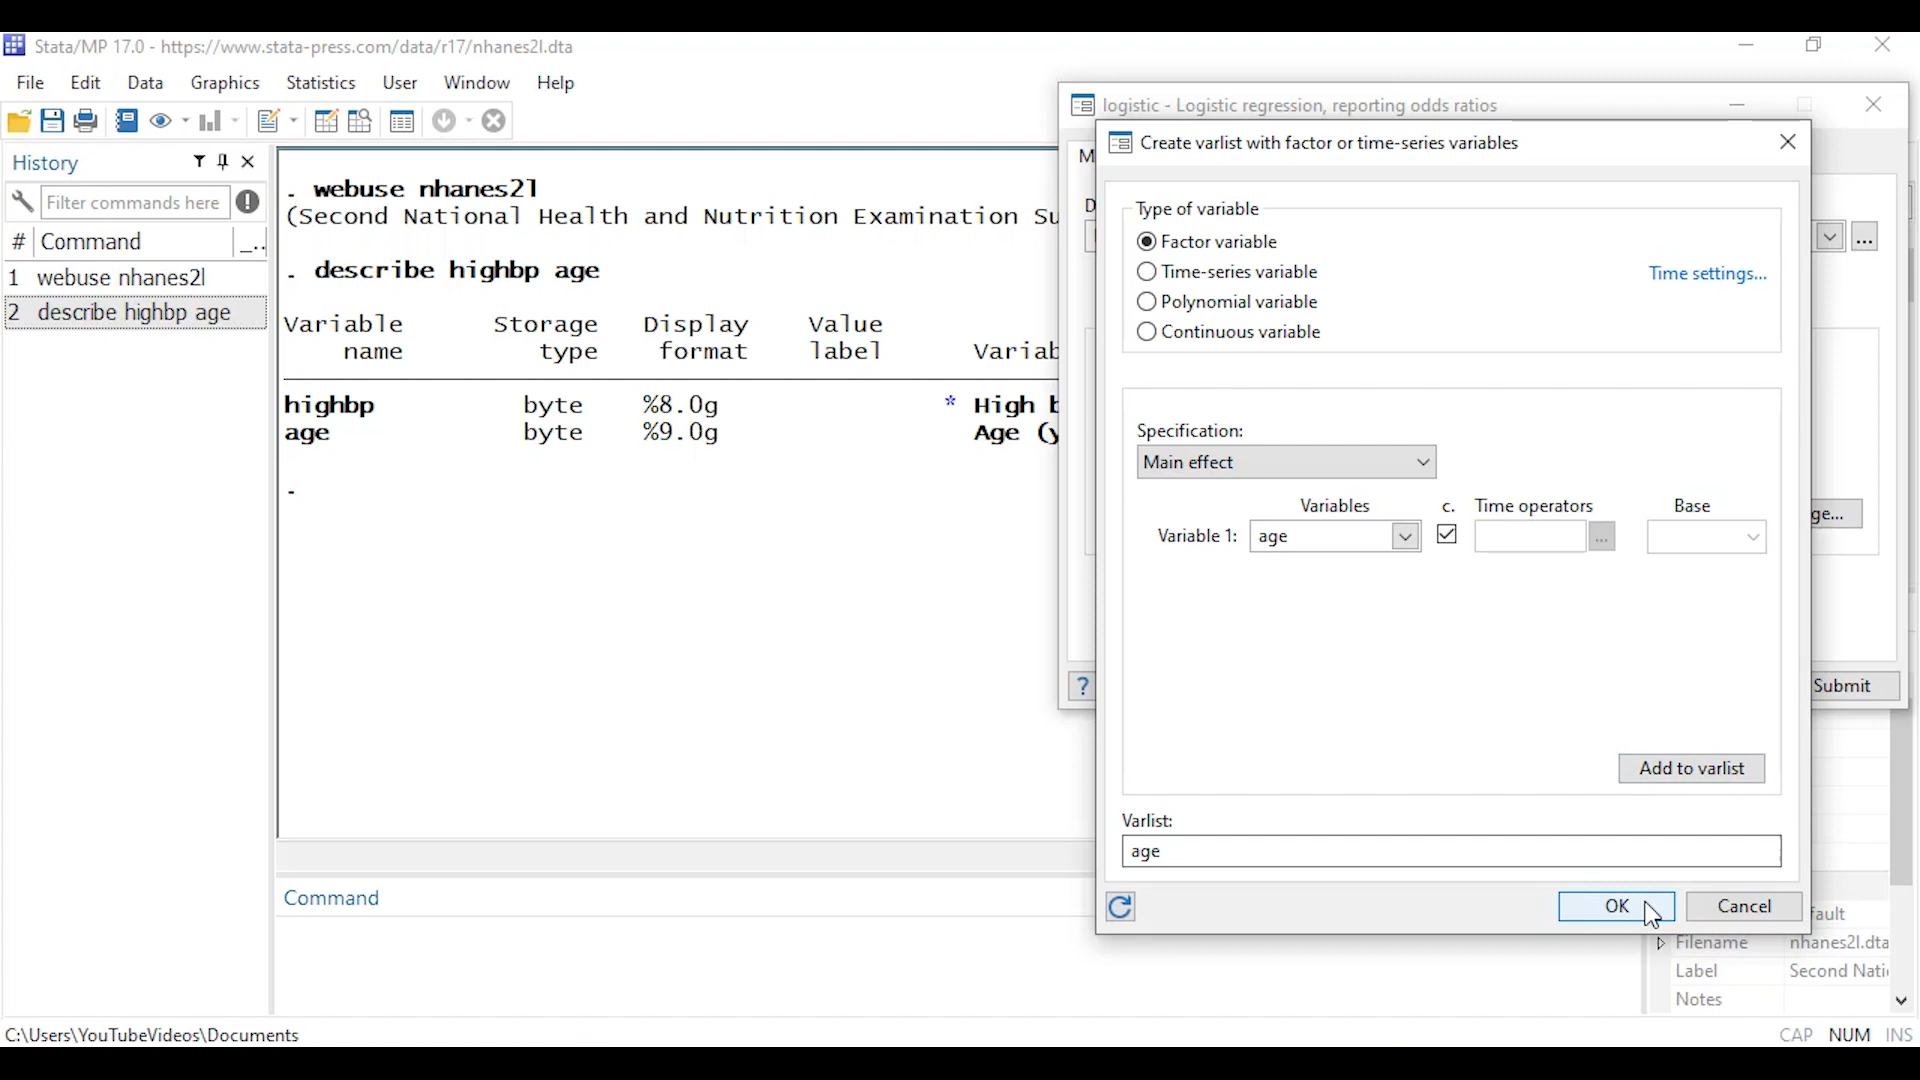 Stata/MP 17.0 - https://www.stata-press.com/data/r17/nhanes2l.dta
File Edit Data Graphics Statistics User Window Help
History
Filter commands here
# Command _..
1 webuse nhanes2l
2 describe highbp age
. webuse nhanes2l
(Second National Health and Nutrition Examination Su
. describe highbp age
Variable Storage Display Value
name type format label Variab
highbp byte %8.0g * High b
age byte %9.0g Age (y
.
Command
logistic - Logistic regression, reporting odds ratios
M
D
...
ge...
? Submit
Create varlist with factor or time-series variables
Type of variable
Factor variable
Time-series variable
Time settings...
Polynomial variable
Continuous variable
Specification:
Main effect
Variables c. Time operators Base
Variable 1: age ...
Add to varlist
Varlist:
age
OK Cancel
fault
Filename nhanes2l.dta
Label Second Nati
Notes
C:\Users\YouTubeVideos\Documents
CAP NUM INS